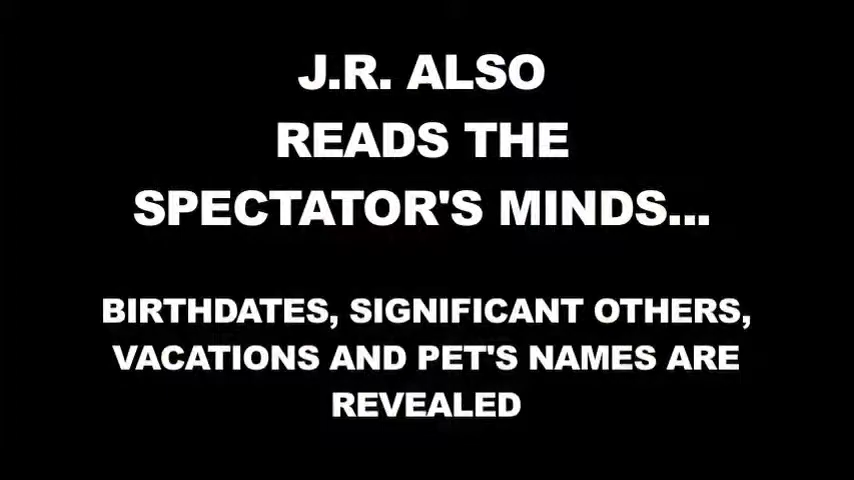 J.R. ALSO
READS THE
SPECTATOR'S MINDS...
BIRTHDATES, SIGNIFICANT OTHERS,
VACATIONS AND PET'S NAMES ARE
REVEALED